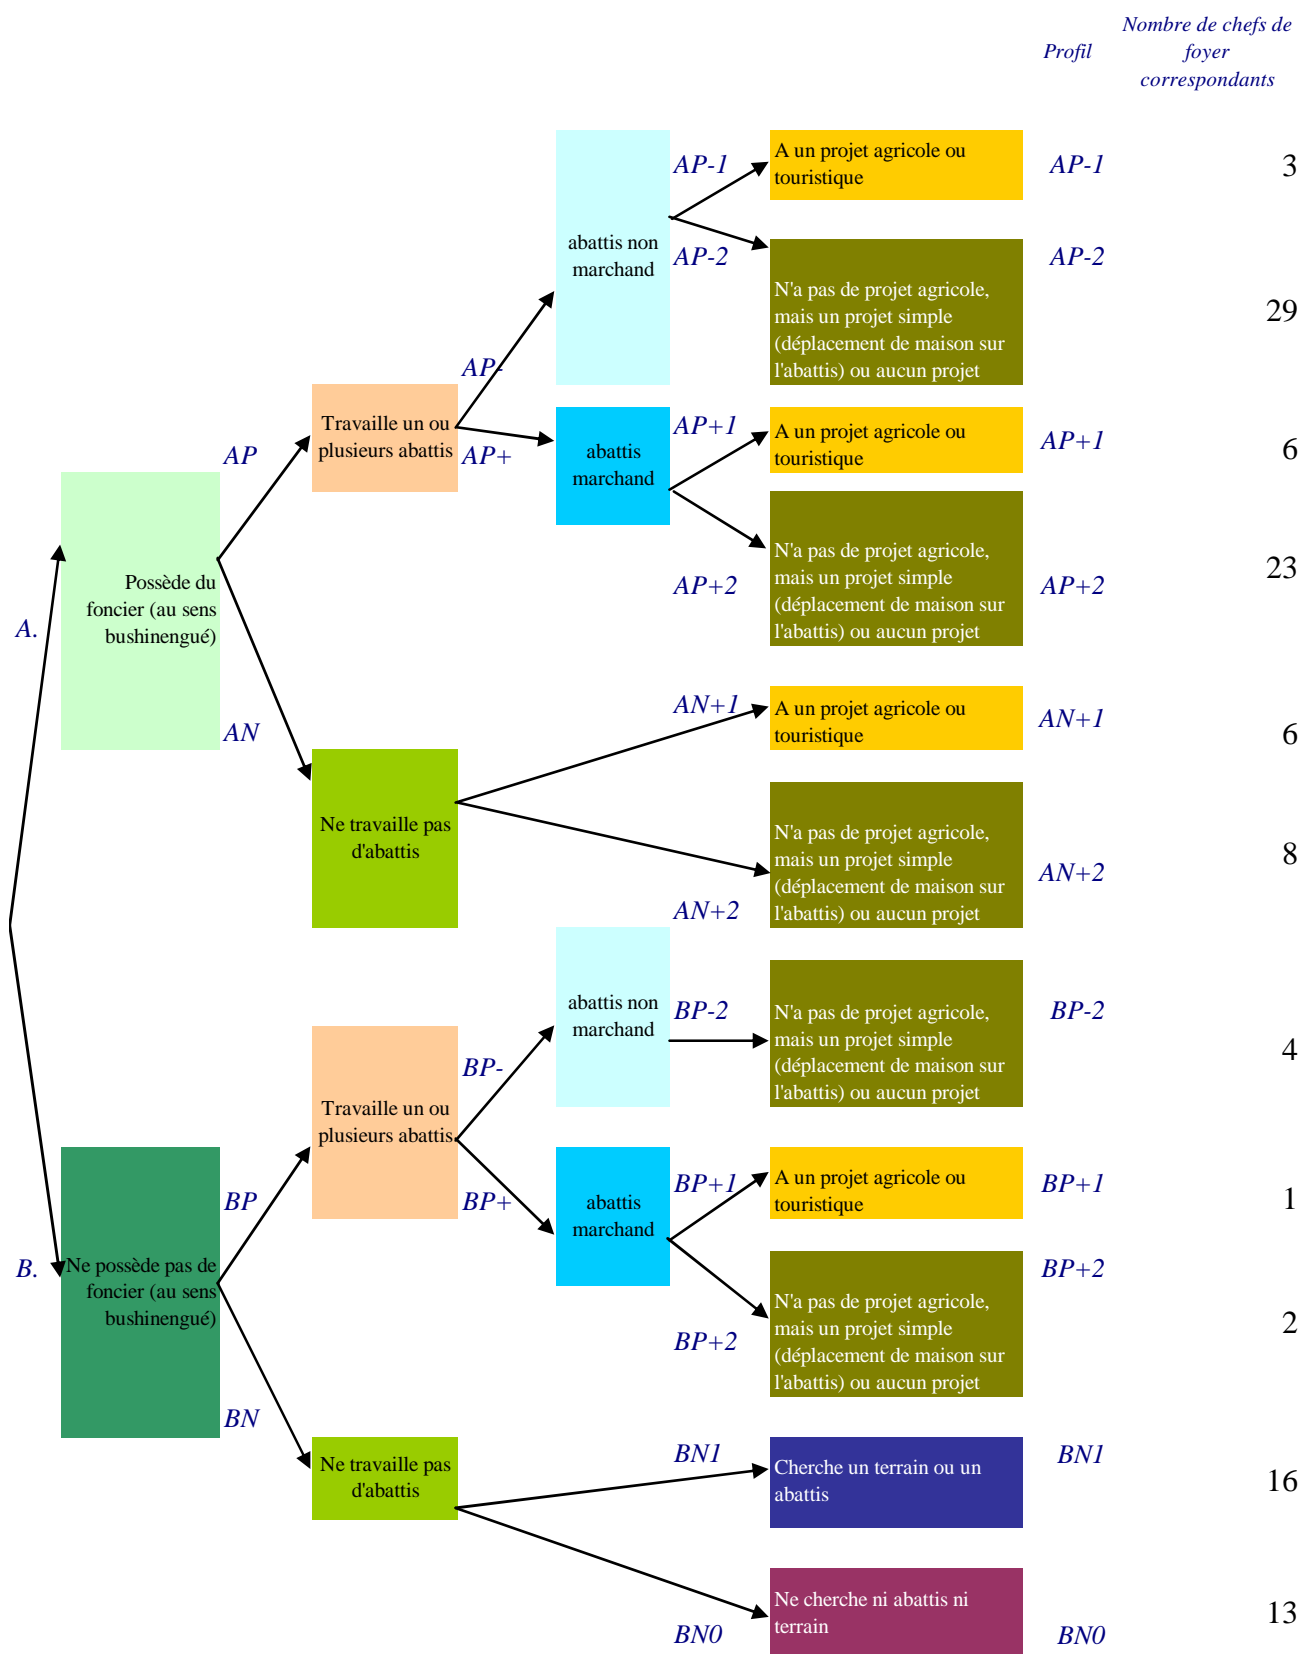 Nombre de chefs de
foyer
correspondants
Profil
AP-1
A un projet agricole ou
touristique
AP-1
3
abattis non
marchand
AP-2
N'a pas de projet agricole,
mais un projet simple
(déplacement de maison sur
l'abattis) ou aucun projet
AP-2
29
AP-
Travaille un ou
plusieurs abattis
AP+
AP
abattis
marchand
AP+1
A un projet agricole ou
touristique
AP+1
6
AP+2
N'a pas de projet agricole,
mais un projet simple
(déplacement de maison sur
l'abattis) ou aucun projet
AP+2
23
A.
Possède du
foncier (au sens
bushinengué)
AN
AN+1
A un projet agricole ou
touristique
AN+1
6
Ne travaille pas
d'abattis
N'a pas de projet agricole,
mais un projet simple
(déplacement de maison sur
l'abattis) ou aucun projet
AN+2
8
AN+2
abattis non
marchand
BP-2
N'a pas de projet agricole,
mais un projet simple
(déplacement de maison sur
l'abattis) ou aucun projet
BP-2
4
BP-
Travaille un ou
plusieurs abattis
BP+
BP
abattis
marchand
BP+1
A un projet agricole ou
touristique
BP+1
1
B.
Ne possède pas de
foncier (au sens
bushinengué)
BP+2
N'a pas de projet agricole,
mais un projet simple
(déplacement de maison sur
l'abattis) ou aucun projet
BP+2
2
BN
Ne travaille pas
d'abattis
BN1
Cherche un terrain ou un
abattis
BN1
16
BN0
Ne cherche ni abattis ni
terrain
BN0
13